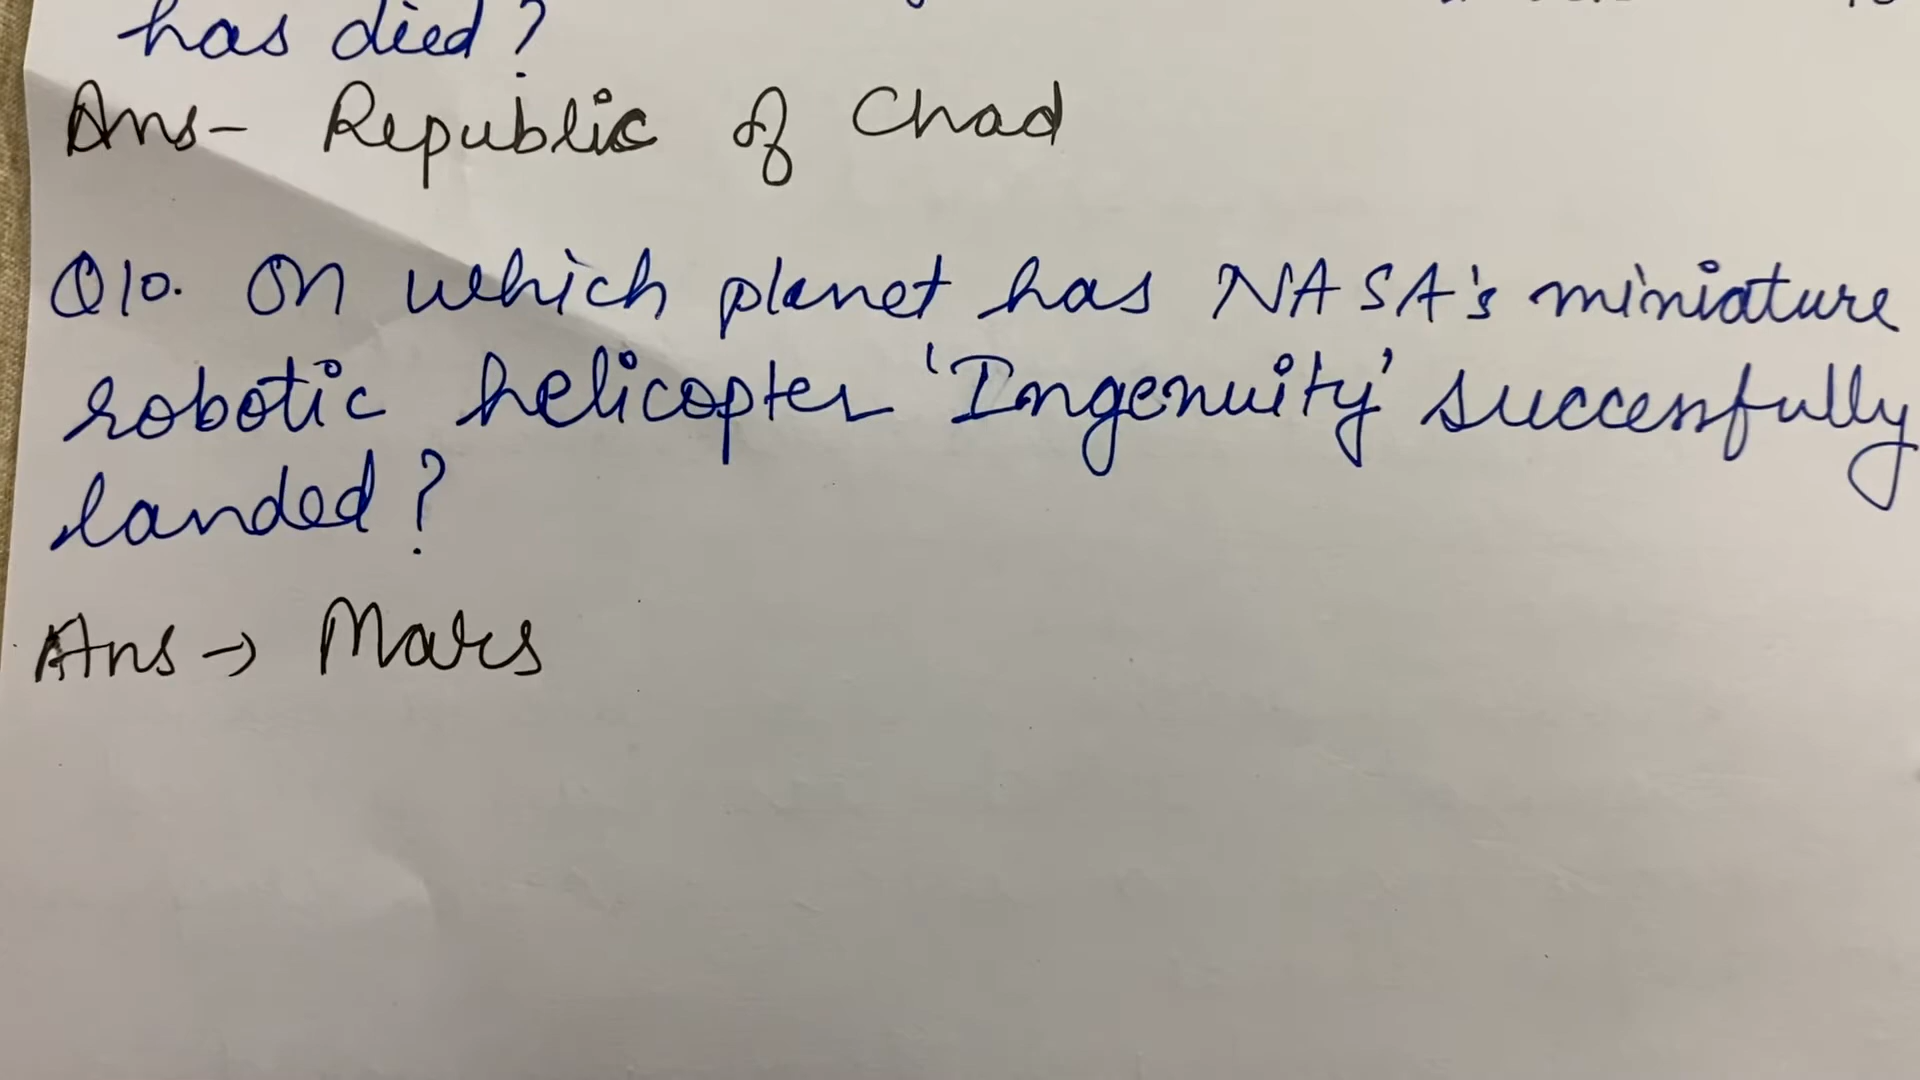 has died?
Ans- Republic of Chad
Q10. On which planet has NASA's miniature
robotic helicopter 'Ingenuity' successfully
landed?
Ans → Mars